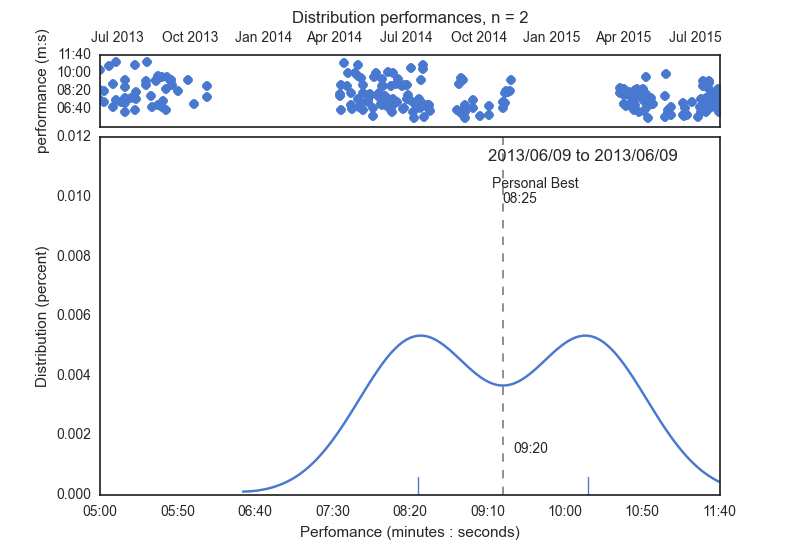 Distribution performances, n = 2
Jul 2013 Oct 2013 Jan 2014 Apr 2014 Jul 2014 Oct 2014 Jan 2015 Apr 2015 Jul 2015
performance (m:s)
11:40
10:00
08:20
06:40
Distribution (percent)
0.012
0.010
0.008
0.006
0.004
0.002
0.000
2013/06/09 to 2013/06/09
Personal Best
08:25
09:20
05:00 05:50 06:40 07:30 08:20 09:10 10:00 10:50 11:40
Perfomance (minutes : seconds)